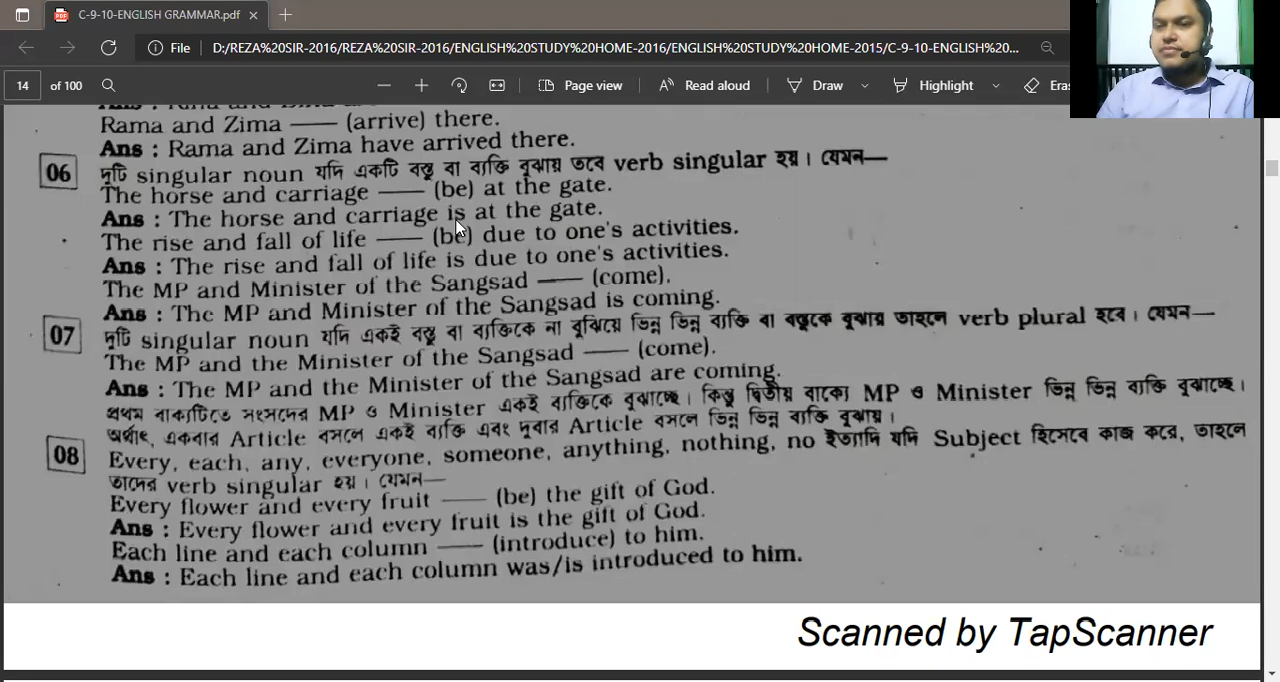 C-9-10-ENGLISH GRAMMAR.pdf
File D:/REZA%20SIR-2016/REZA%20SIR-2016/ENGLISH%20STUDY%20HOME-2016/ENGLISH%20STUDY%20HOME-2015/C-9-10-ENGLISH%20...
14 of 100 Page view Read aloud Draw Highlight Eras
Rama and Zima —— (arrive) there.
Ans : Rama and Zima have arrived there.
06 দুটি singular noun যদি একটি বস্তু বা ব্যক্তি বুঝায় তবে verb singular হয়। যেমন—
The horse and carriage —— (be) at the gate.
Ans : The horse and carriage is at the gate.
The rise and fall of life —— (be) due to one's activities.
Ans : The rise and fall of life is due to one's activities.
The MP and Minister of the Sangsad —— (come).
Ans : The MP and Minister of the Sangsad is coming.
07 দুটি singular noun যদি একই বস্তু বা ব্যক্তিকে না বুঝিয়ে ভিন্ন ভিন্ন ব্যক্তি বা বস্তুকে বুঝায় তাহলে verb plural হবে। যেমন—
The MP and the Minister of the Sangsad —— (come).
Ans : The MP and the Minister of the Sangsad are coming.
প্রথম বাক্যটিতে সংসদের MP ও Minister একই ব্যক্তিকে বুঝাচ্ছে। কিন্তু দ্বিতীয় বাক্যে MP ও Minister ভিন্ন ভিন্ন ব্যক্তি বুঝাচ্ছে।
অর্থাৎ, একবার Article বসলে একই ব্যক্তি এবং দুবার Article বসলে ভিন্ন ভিন্ন ব্যক্তি বুঝায়।
08 Every, each, any, everyone, someone, anything, nothing, no ইত্যাদি যদি Subject হিসেবে কাজ করে, তাহলে
তাদের verb singular হয়। যেমন—
Every flower and every fruit —— (be) the gift of God.
Ans : Every flower and every fruit is the gift of God.
Each line and each column —— (introduce) to him.
Ans : Each line and each column was/is introduced to him.
Scanned by TapScanner